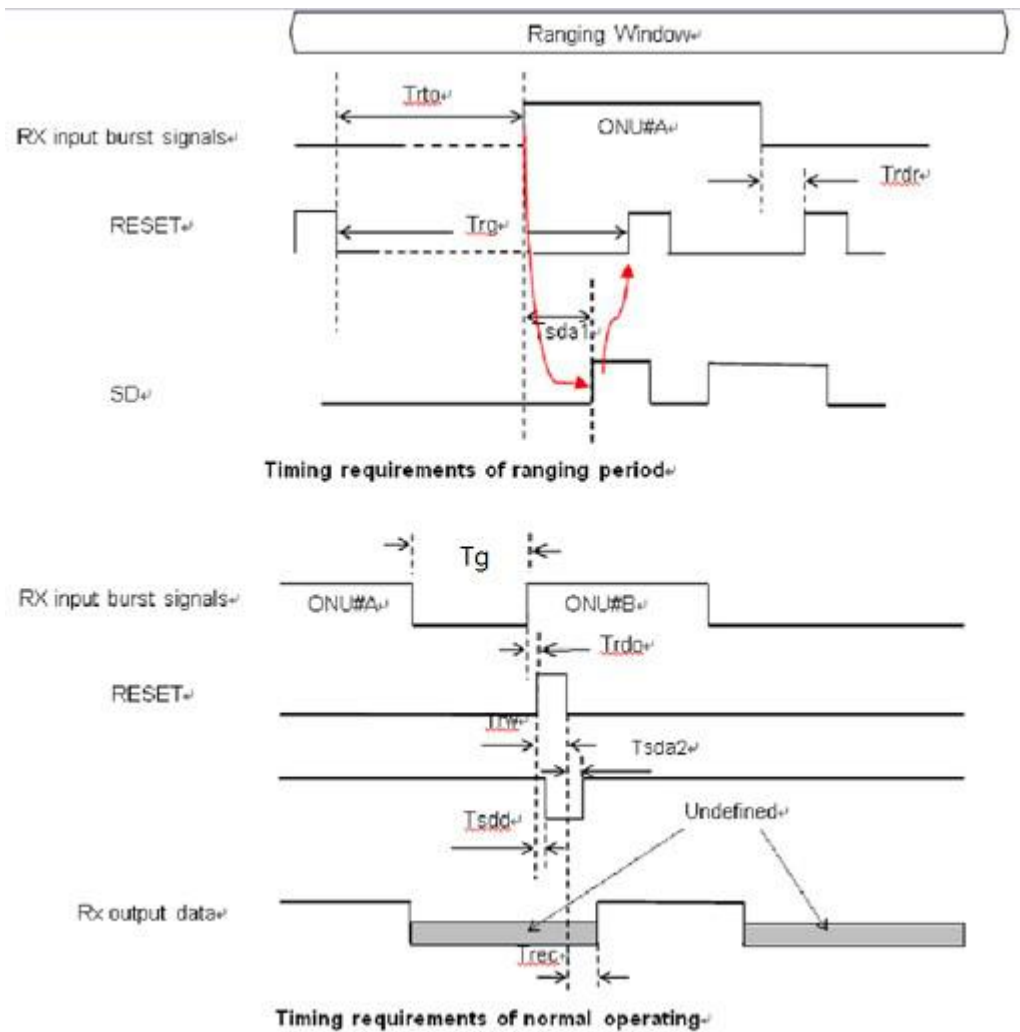 Ranging Window↵
Trto↵
RX input burst signals↵
ONU#A↵
Trdr↵
RESET↵
Trg↵
Tsda1↵
SD↵
Timing requirements of ranging period↵
Tg
RX input burst signals↵
ONU#A↵
ONU#B↵
Trdo↵
RESET↵
Trw↵
Tsda2↵
Tsdd↵
Undefined↵
Rx output data↵
Trec↵
Timing requirements of normal operating↵